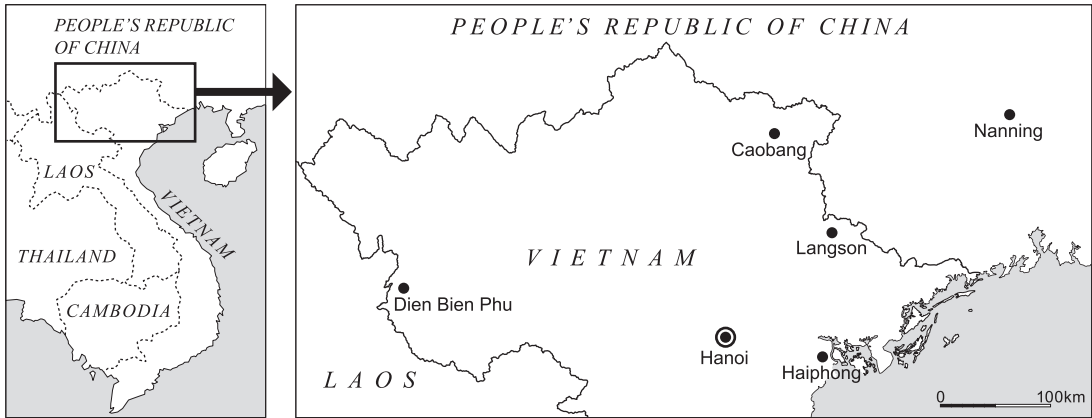 PEOPLE'S REPUBLIC
OF CHINA
LAOS
VIETNAM
THAILAND
CAMBODIA
PEOPLE'S REPUBLIC OF CHINA
Nanning
Caobang
Langson
VIETNAM
Dien Bien Phu
Hanoi
Haiphong
LAOS
0 100km